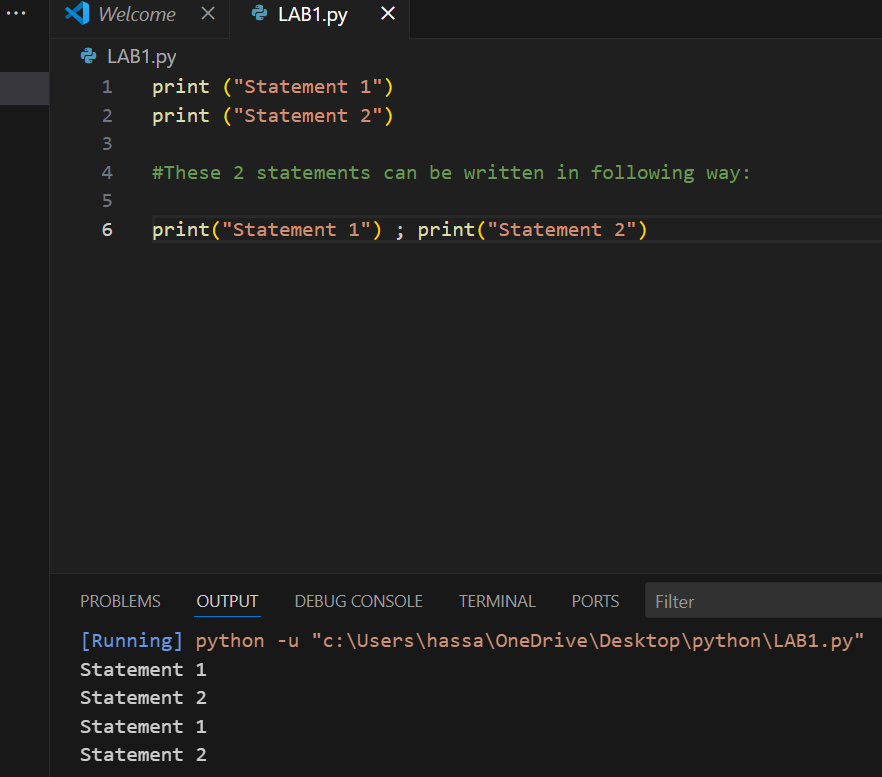 Welcome LAB1.py
LAB1.py
1 print ("Statement 1")
2 print ("Statement 2")
3
4 #These 2 statements can be written in following way:
5
6 print("Statement 1") ; print("Statement 2")
PROBLEMS OUTPUT DEBUG CONSOLE TERMINAL PORTS Filter
[Running] python -u "c:\Users\hassa\OneDrive\Desktop\python\LAB1.py"
Statement 1
Statement 2
Statement 1
Statement 2